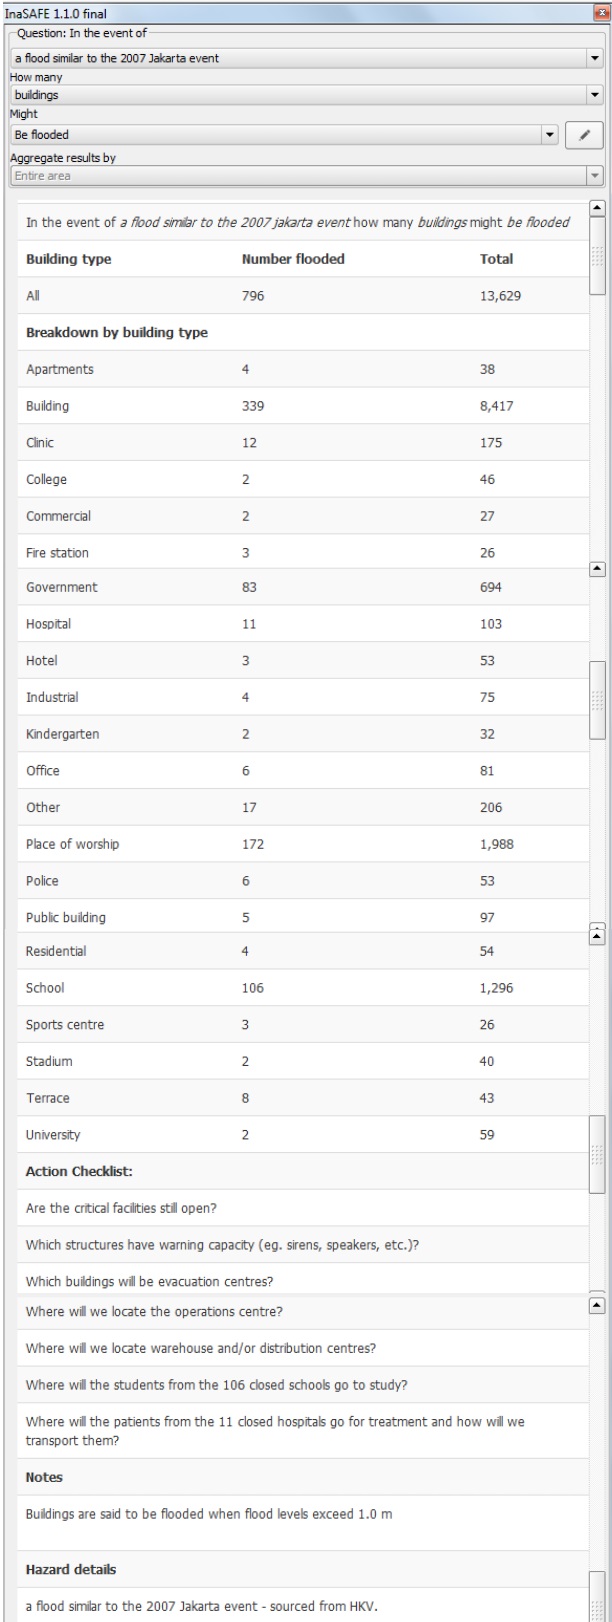 InaSAFE 1.1.0 final
Question: In the event of
a flood similar to the 2007 Jakarta event
How many
buildings
Might
Be flooded
Aggregate results by
Entire area
In the event of a flood similar to the 2007 jakarta event how many buildings might be flooded
Building type Number flooded Total
All 796 13,629
Breakdown by building type
Apartments 4 38
Building 339 8,417
Clinic 12 175
College 2 46
Commercial 2 27
Fire station 3 26
Government 83 694
Hospital 11 103
Hotel 3 53
Industrial 4 75
Kindergarten 2 32
Office 6 81
Other 17 206
Place of worship 172 1,988
Police 6 53
Public building 5 97
Residential 4 54
School 106 1,296
Sports centre 3 26
Stadium 2 40
Terrace 8 43
University 2 59
Action Checklist:
Are the critical facilities still open?
Which structures have warning capacity (eg. sirens, speakers, etc.)?
Which buildings will be evacuation centres?
Where will we locate the operations centre?
Where will we locate warehouse and/or distribution centres?
Where will the students from the 106 closed schools go to study?
Where will the patients from the 11 closed hospitals go for treatment and how will we
transport them?
Notes
Buildings are said to be flooded when flood levels exceed 1.0 m
Hazard details
a flood similar to the 2007 Jakarta event - sourced from HKV.